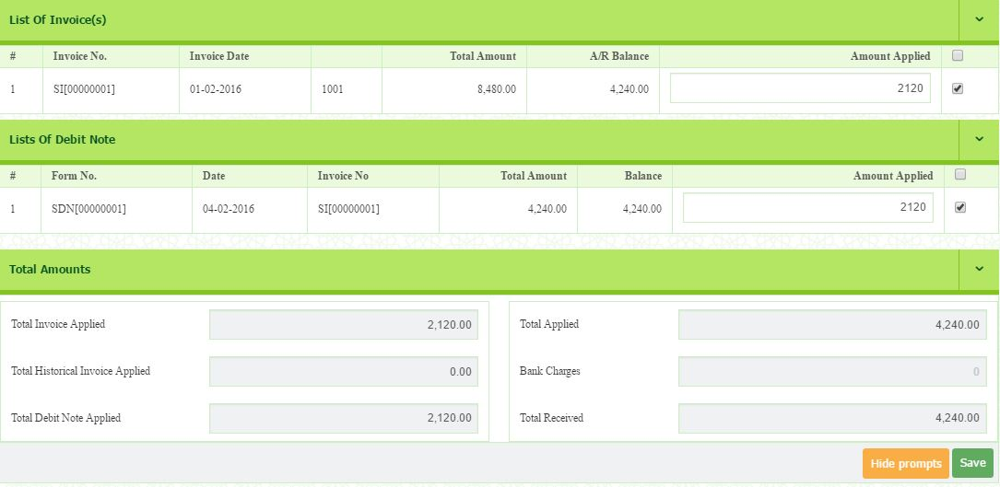 List Of Invoice(s)
# Invoice No. Invoice Date Total Amount A/R Balance Amount Applied
1 SI[00000001] 01-02-2016 1001 8,480.00 4,240.00 2120
Lists Of Debit Note
# Form No. Date Invoice No Total Amount Balance Amount Applied
1 SDN[00000001] 04-02-2016 SI[00000001] 4,240.00 4,240.00 2120
Total Amounts
Total Invoice Applied 2,120.00 Total Applied 4,240.00
Total Historical Invoice Applied 0.00 Bank Charges 0
Total Debit Note Applied 2,120.00 Total Received 4,240.00
Hide prompts Save